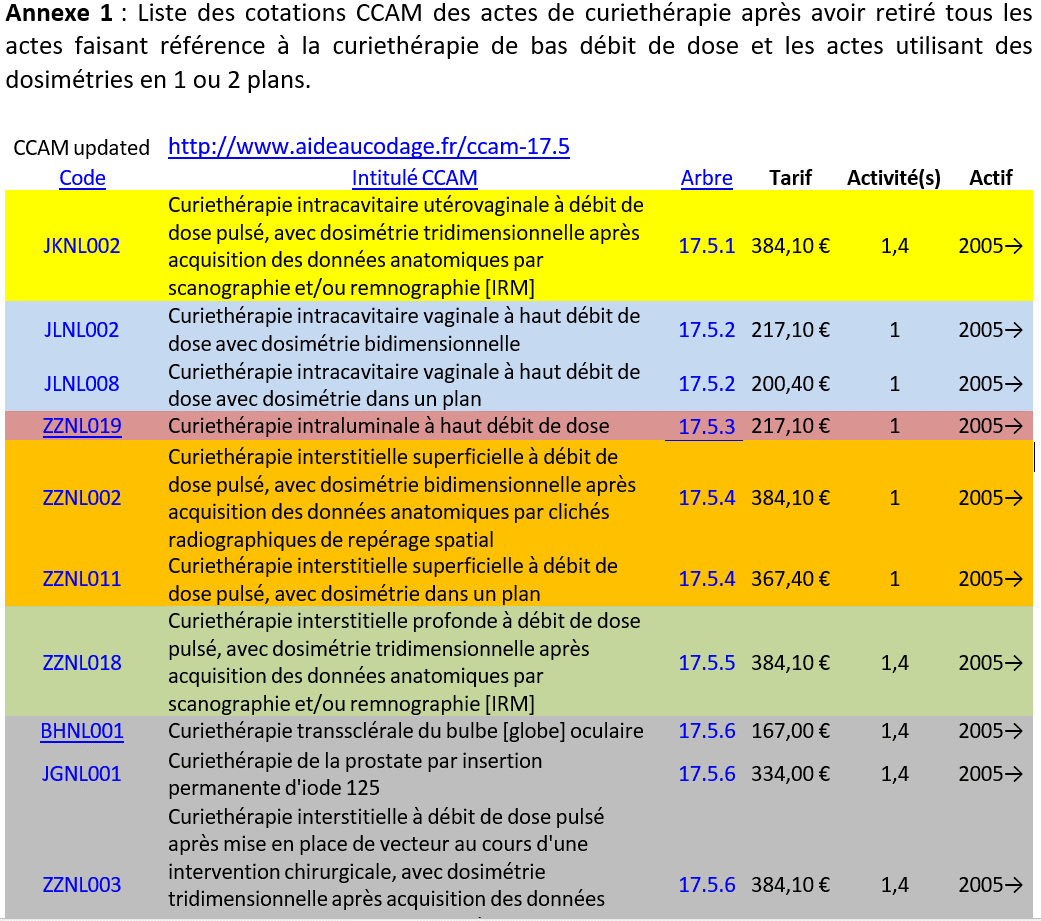 Annexe 1 : Liste des cotations CCAM des actes de curiethérapie après avoir retiré tous les
actes faisant référence à la curiethérapie de bas débit de dose et les actes utilisant des
dosimétries en 1 ou 2 plans.
CCAM updated http://www.aideaucodage.fr/ccam-17.5
Code Intitulé CCAM Arbre Tarif Activité(s) Actif
Curiethérapie intracavitaire utérovaginale à débit de
dose pulsé, avec dosimétrie tridimensionnelle après
JKNL002 17.5.1 384,10 € 1,4 2005→
acquisition des données anatomiques par
scanographie et/ou remnographie [IRM]
Curiethérapie intracavitaire vaginale à haut débit de
JLNL002 17.5.2 217,10 € 1 2005→
dose avec dosimétrie bidimensionnelle
Curiethérapie intracavitaire vaginale à haut débit de
JLNL008 17.5.2 200,40 € 1 2005→
dose avec dosimétrie dans un plan
ZZNL019 Curiethérapie intraluminale à haut débit de dose 17.5.3 217,10 € 1 2005→
Curiethérapie interstitielle superficielle à débit de
dose pulsé, avec dosimétrie bidimensionnelle après
ZZNL002 17.5.4 384,10 € 1 2005→
acquisition des données anatomiques par clichés
radiographiques de repérage spatial
Curiethérapie interstitielle superficielle à débit de
ZZNL011 17.5.4 367,40 € 1 2005→
dose pulsé, avec dosimétrie dans un plan
Curiethérapie interstitielle profonde à débit de dose
pulsé, avec dosimétrie tridimensionnelle après
ZZNL018 17.5.5 384,10 € 1,4 2005→
acquisition des données anatomiques par
scanographie et/ou remnographie [IRM]
BHNL001 Curiethérapie transsclérale du bulbe [globe] oculaire 17.5.6 167,00 € 1,4 2005→
Curiethérapie de la prostate par insertion
JGNL001 17.5.6 334,00 € 1,4 2005→
permanente d'iode 125
Curiethérapie interstitielle à débit de dose pulsé
après mise en place de vecteur au cours d'une
intervention chirurgicale, avec dosimétrie
ZZNL003 17.5.6 384,10 € 1,4 2005→
tridimensionnelle après acquisition des données